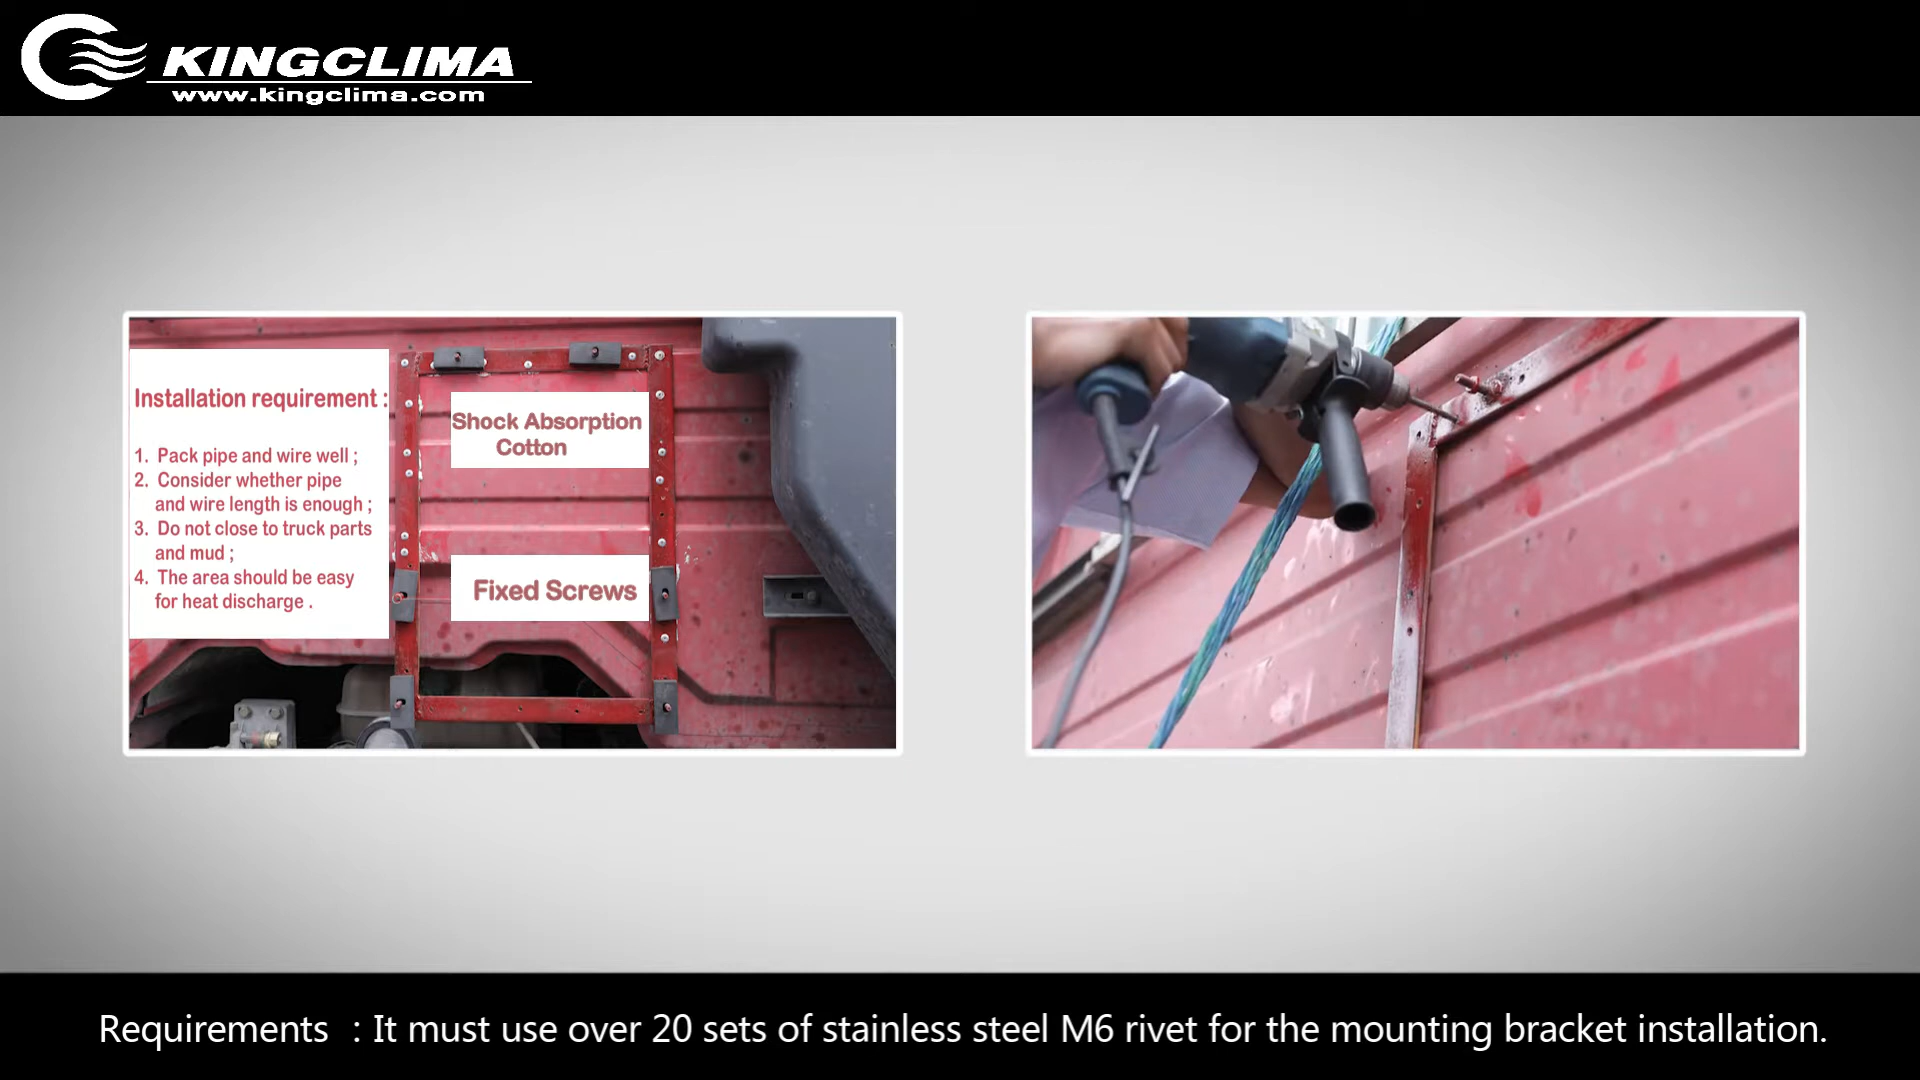 KINGCLIMA
www.kingclima.com
Installation requirement :
1. Pack pipe and wire well ;
2. Consider whether pipe
and wire length is enough ;
3. Do not close to truck parts
and mud ;
4. The area should be easy
for heat discharge .
Shock Absorption
Cotton
Fixed Screws
Requirements : It must use over 20 sets of stainless steel M6 rivet for the mounting bracket installation.